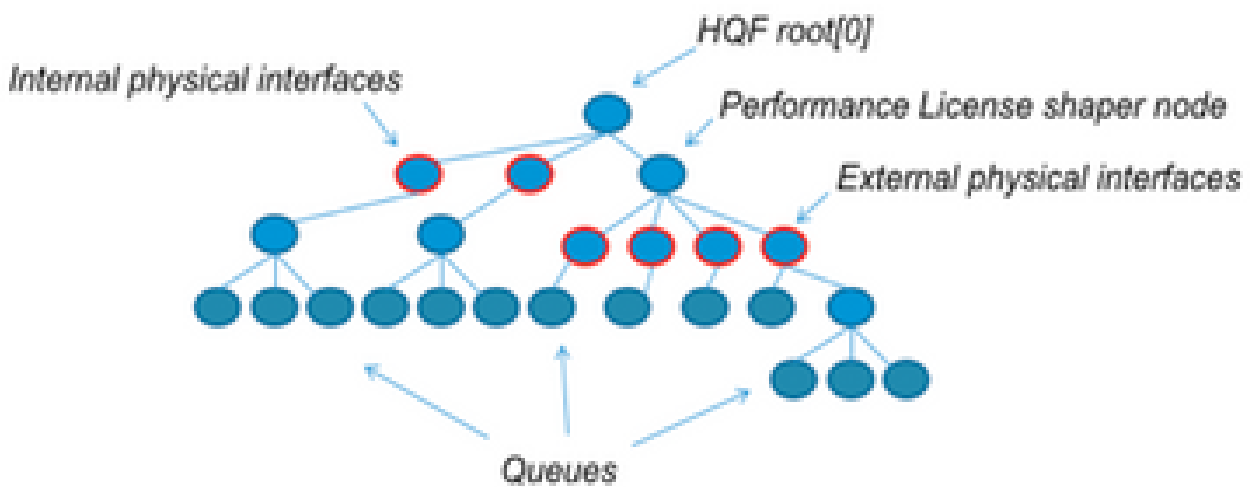 HQF root[0]
Internal physical interfaces
Performance License shaper node
External physical interfaces
Queues